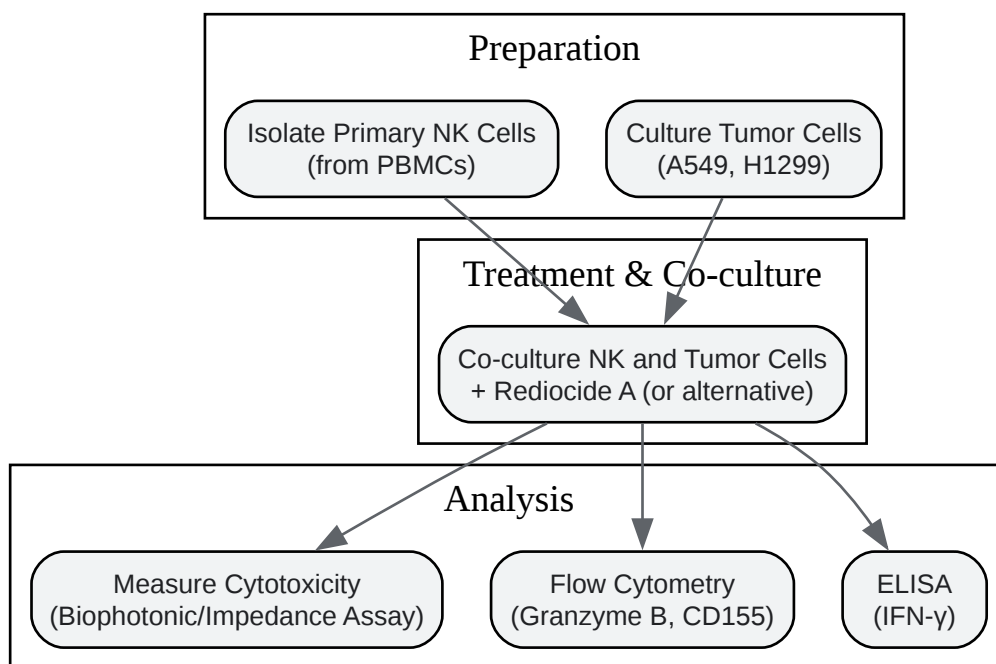 Preparation
Isolate Primary NK Cells
(from PBMCs)
Culture Tumor Cells
(A549, H1299)
Treatment & Co-culture
Co-culture NK and Tumor Cells
+ Rediocide A (or alternative)
Analysis
Measure Cytotoxicity
(Biophotonic/Impedance Assay)
Flow Cytometry
(Granzyme B, CD155)
ELISA
(IFN-γ)